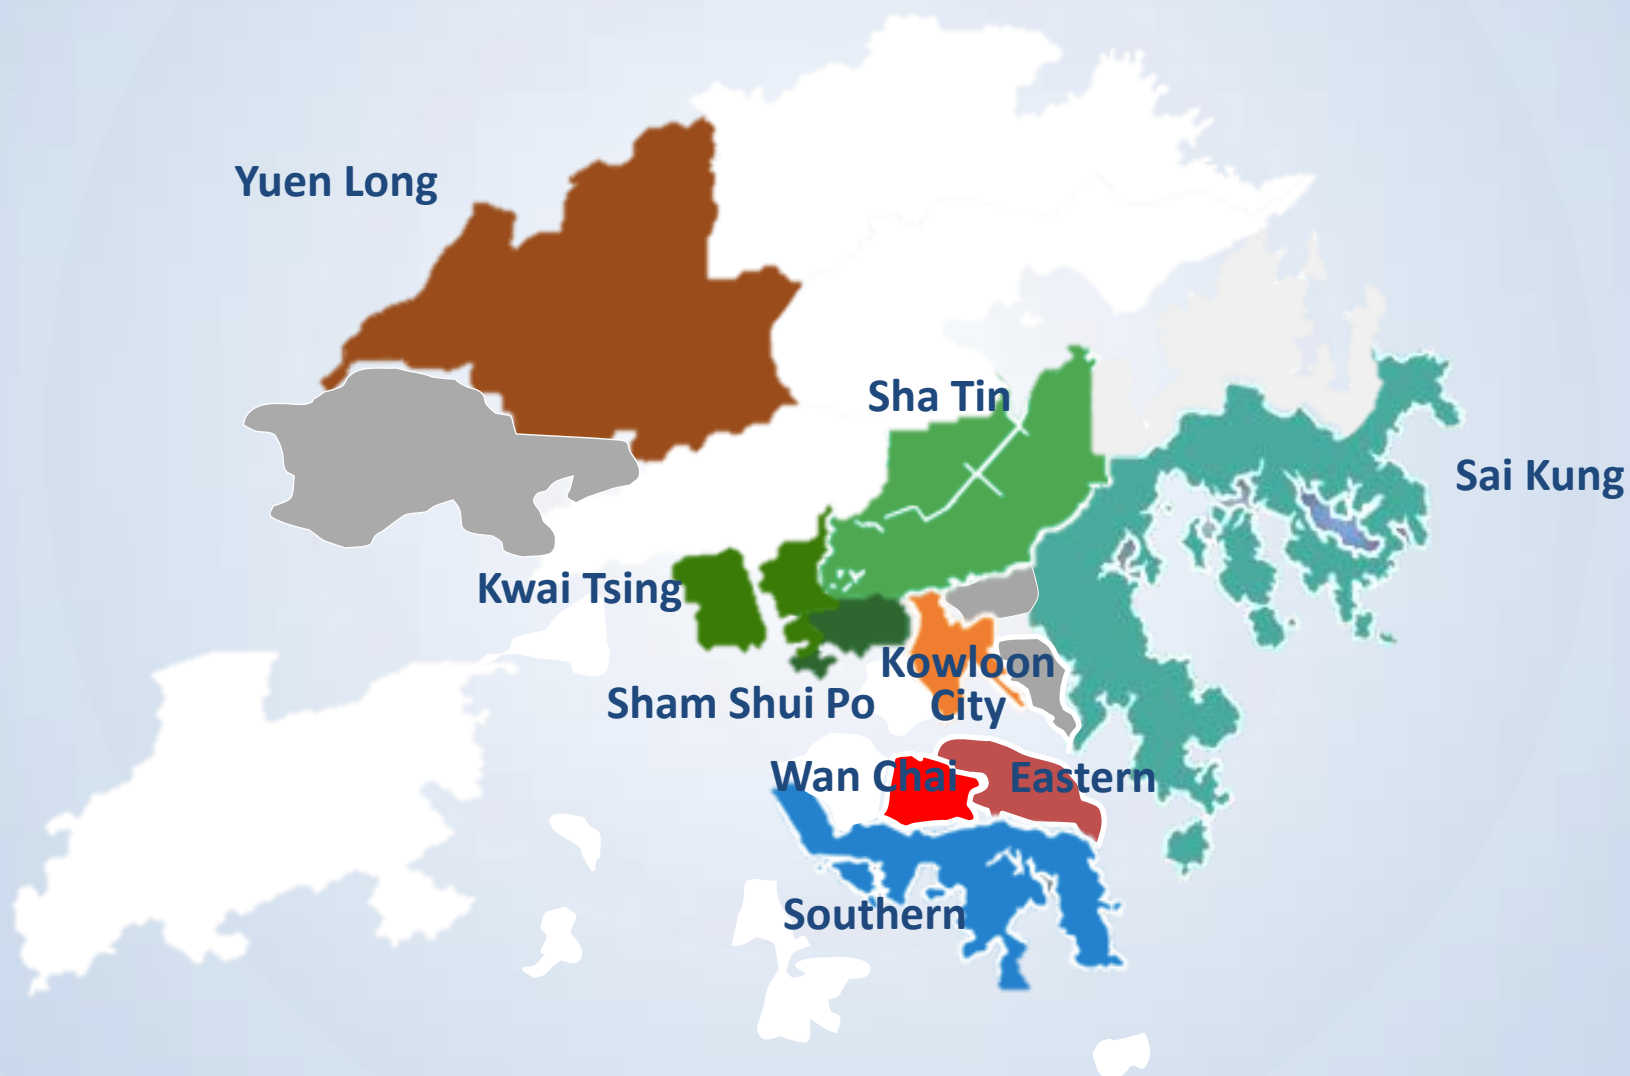 Yuen Long
Sha Tin
Sai Kung
Kwai Tsing
Kowloon
City
Sham Shui Po
Wan Chai
Eastern
Southern